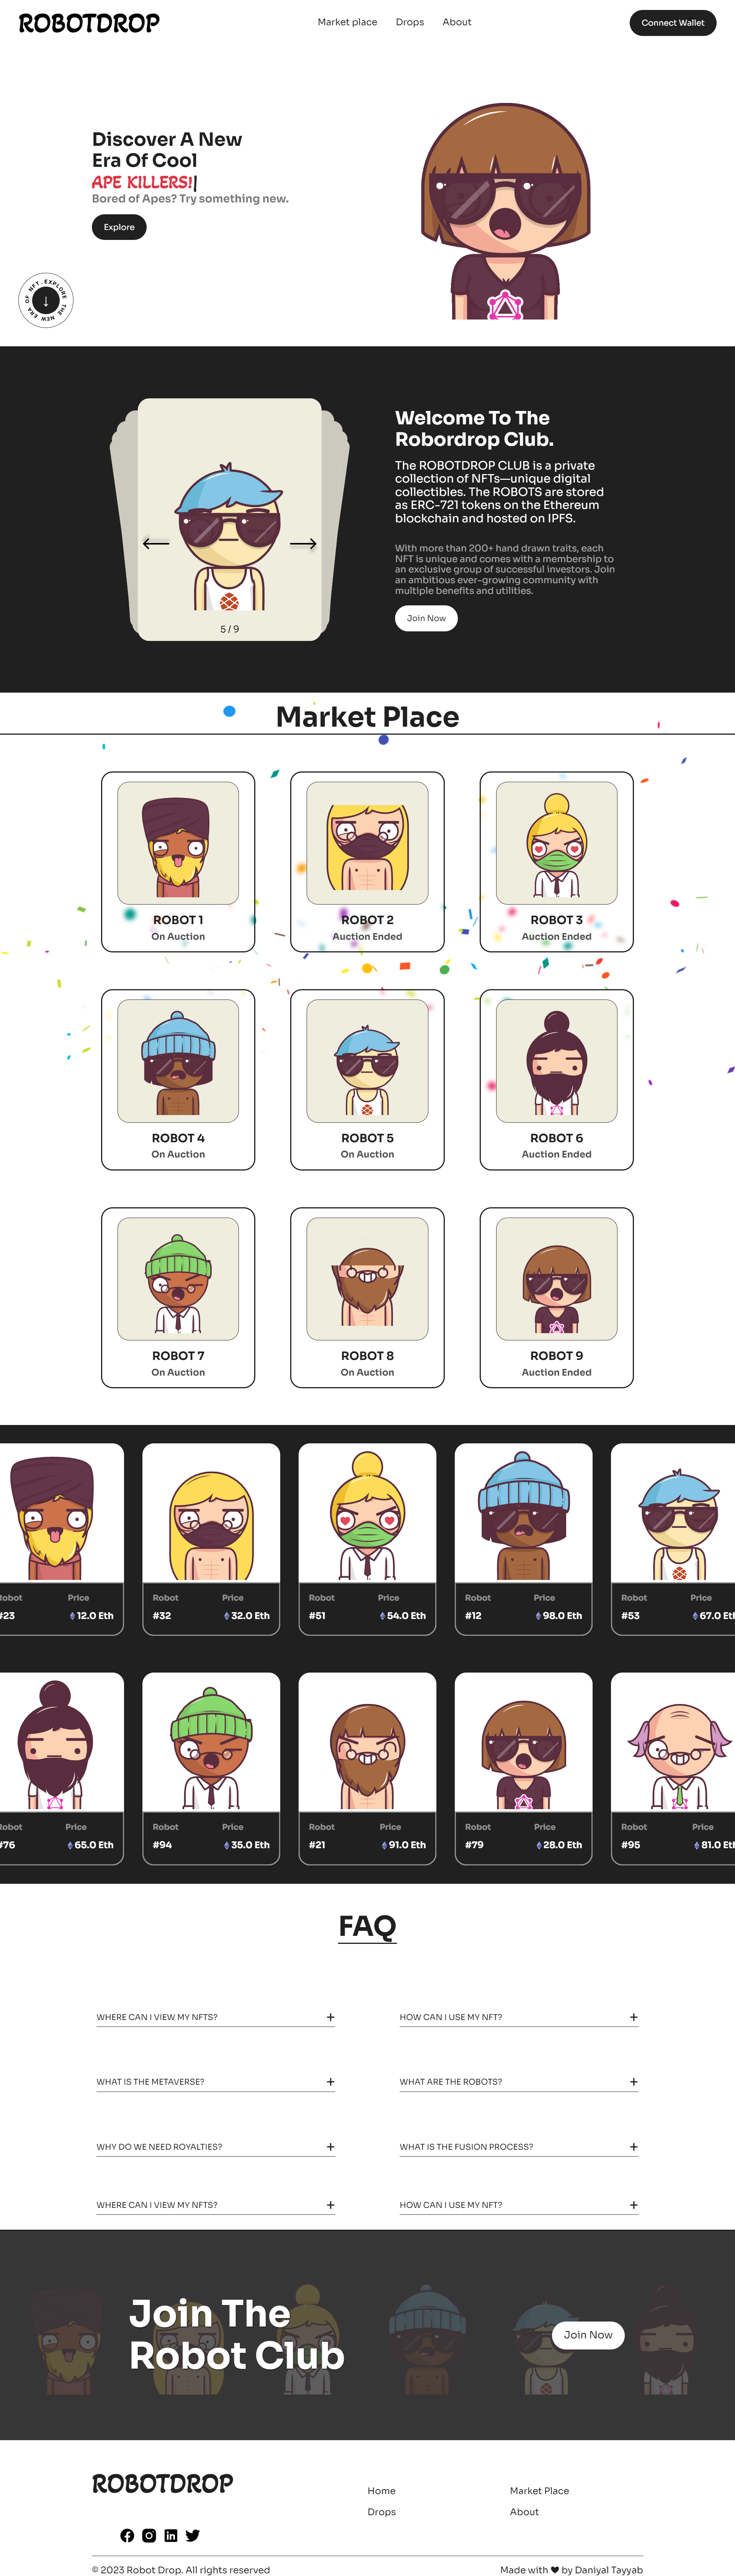 ROBOTDROP
Market place Drops About
Connect Wallet
Discover A New
Era Of Cool
APE KILLERS!|
Bored of Apes? Try something new.
Explore
EXPLORE THE NEW ERA OF NFT -
↓
Welcome To The
Robordrop Club.
The ROBOTDROP CLUB is a private
collection of NFTs—unique digital
collectibles. The ROBOTS are stored
as ERC-721 tokens on the Ethereum
blockchain and hosted on IPFS.
With more than 200+ hand drawn traits, each
NFT is unique and comes with a membership to
an exclusive group of successful investors. Join
an ambitious ever-growing community with
multiple benefits and utilities.
Join Now
5 / 9
Market Place
ROBOT 1
On Auction
ROBOT 2
Auction Ended
ROBOT 3
Auction Ended
ROBOT 4
On Auction
ROBOT 5
On Auction
ROBOT 6
Auction Ended
ROBOT 7
On Auction
ROBOT 8
On Auction
ROBOT 9
Auction Ended
Robot Price
#23 12.0 Eth
Robot Price
#32 32.0 Eth
Robot Price
#51 54.0 Eth
Robot Price
#12 98.0 Eth
Robot Price
#53 67.0 Eth
Robot Price
#76 65.0 Eth
Robot Price
#94 35.0 Eth
Robot Price
#21 91.0 Eth
Robot Price
#79 28.0 Eth
Robot Price
#95 81.0 Eth
FAQ
WHERE CAN I VIEW MY NFTS? +
HOW CAN I USE MY NFT? +
WHAT IS THE METAVERSE? +
WHAT ARE THE ROBOTS? +
WHY DO WE NEED ROYALTIES? +
WHAT IS THE FUSION PROCESS? +
WHERE CAN I VIEW MY NFTS? +
HOW CAN I USE MY NFT? +
Join The
Robot Club
Join Now
ROBOTDROP
Home Market Place
Drops About
© 2023 Robot Drop. All rights reserved
Made with ♥ by Daniyal Tayyab